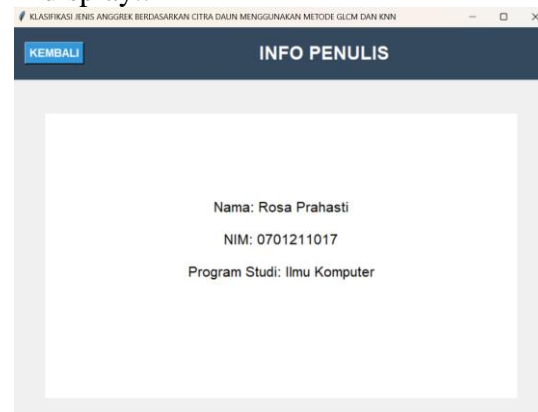 KLASIFIKASI JENIS ANGGREK BERDASARKAN CITRA DAUN MENGGUNAKAN METODE GLCM DAN KNN
KEMBALI
INFO PENULIS
Nama: Rosa Prahasti
NIM: 0701211017
Program Studi: Ilmu Komputer